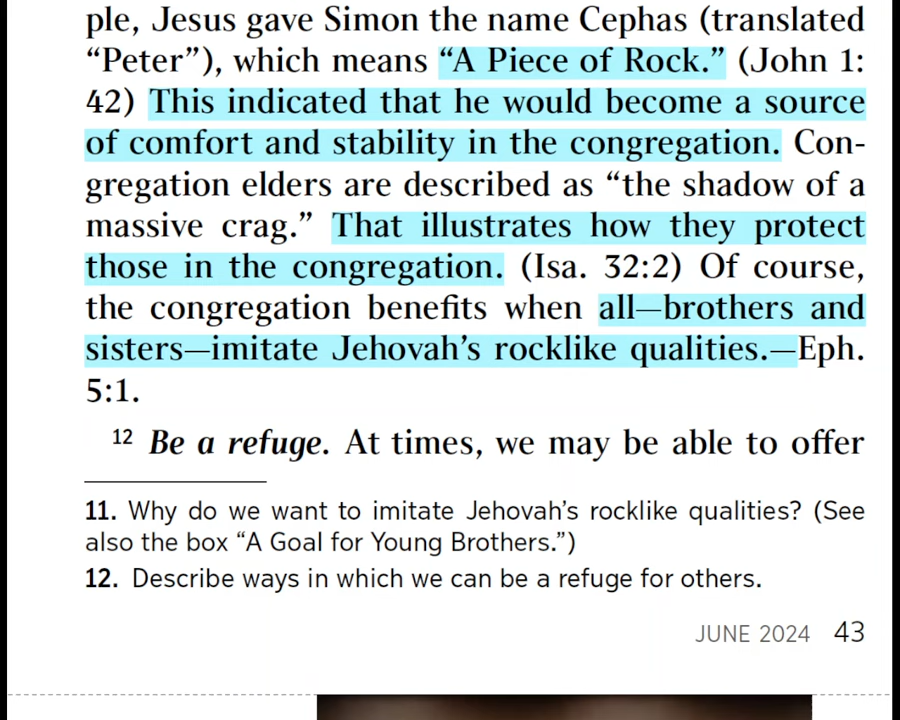 ple, Jesus gave Simon the name Cephas (translated
“Peter”), which means “A Piece of Rock.” (John 1:
42) This indicated that he would become a source
of comfort and stability in the congregation. Con-
gregation elders are described as “the shadow of a
massive crag.” That illustrates how they protect
those in the congregation. (Isa. 32:2) Of course,
the congregation benefits when all—brothers and
sisters—imitate Jehovah’s rocklike qualities.—Eph.
5:1.
12 Be a refuge. At times, we may be able to offer
11. Why do we want to imitate Jehovah’s rocklike qualities? (See
also the box “A Goal for Young Brothers.”)
12. Describe ways in which we can be a refuge for others.
JUNE 2024 43